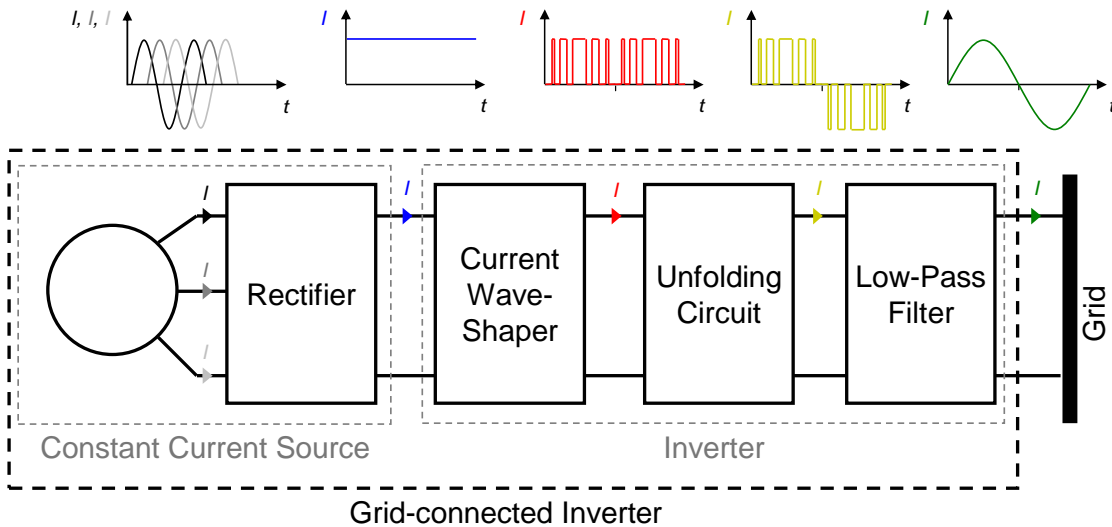 I, I, I
t
I
t
I
t
I
t
I
t
I
I
I
I
I
I
I
Rectifier
Current
Wave-
Shaper
Unfolding
Circuit
Low-Pass
Filter
Grid
Constant Current Source
Inverter
Grid-connected Inverter